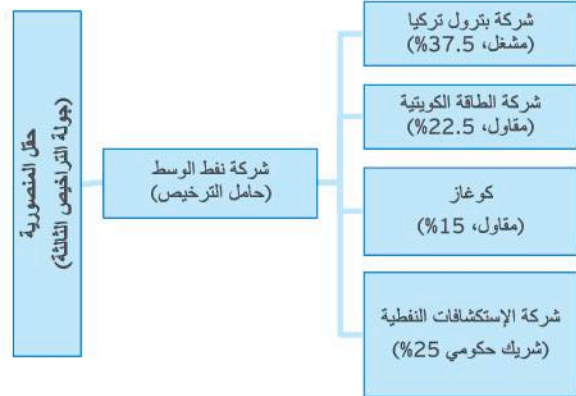 حقل المنصورية
(جولة التراخيص الثالثة)
شركة نفط الوسط
(حامل الترخيص)
شركة بترول تركيا
(مشغل، 37.5%)
شركة الطاقة الكويتية
(مقاول، 22.5%)
كوغاز
(مقاول، 15%)
شركة الإستكشافات النفطية
(شريك حكومي 25%)